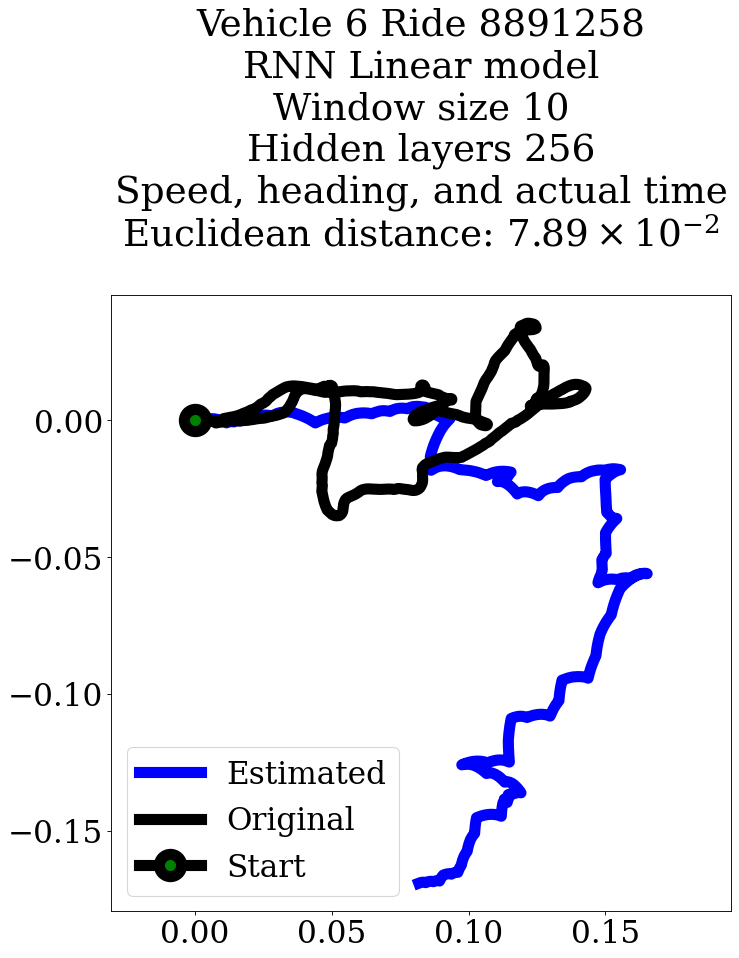 Vehicle 6 Ride 8891258
RNN Linear model
Window size 10
Hidden layers 256
Speed, heading, and actual time
Euclidean distance: 7.89 × 10⁻²
0.00
−0.05
−0.10
−0.15
Estimated
Original
Start
0.00 0.05 0.10 0.15